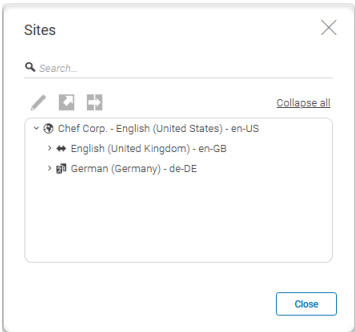 Sites
Search...
Collapse all
Chef Corp. - English (United States) - en-US
English (United Kingdom) - en-GB
German (Germany) - de-DE
Close